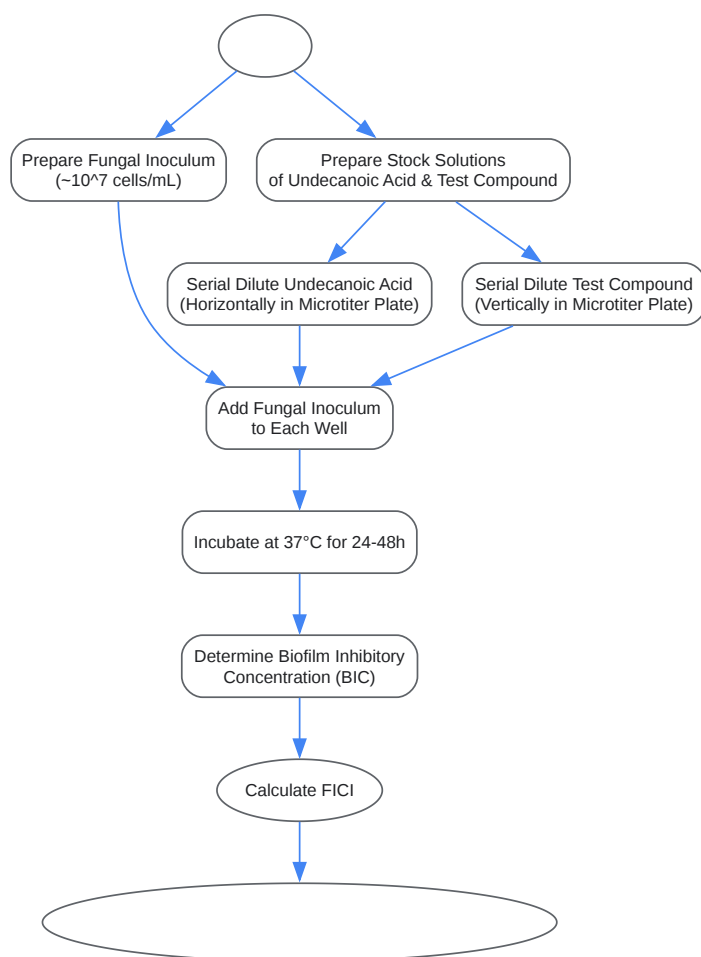 Prepare Fungal Inoculum
(~10^7 cells/mL)
Prepare Stock Solutions
of Undecanoic Acid & Test Compound
Serial Dilute Undecanoic Acid
(Horizontally in Microtiter Plate)
Serial Dilute Test Compound
(Vertically in Microtiter Plate)
Add Fungal Inoculum
to Each Well
Incubate at 37°C for 24-48h
Determine Biofilm Inhibitory
Concentration (BIC)
Calculate FICI